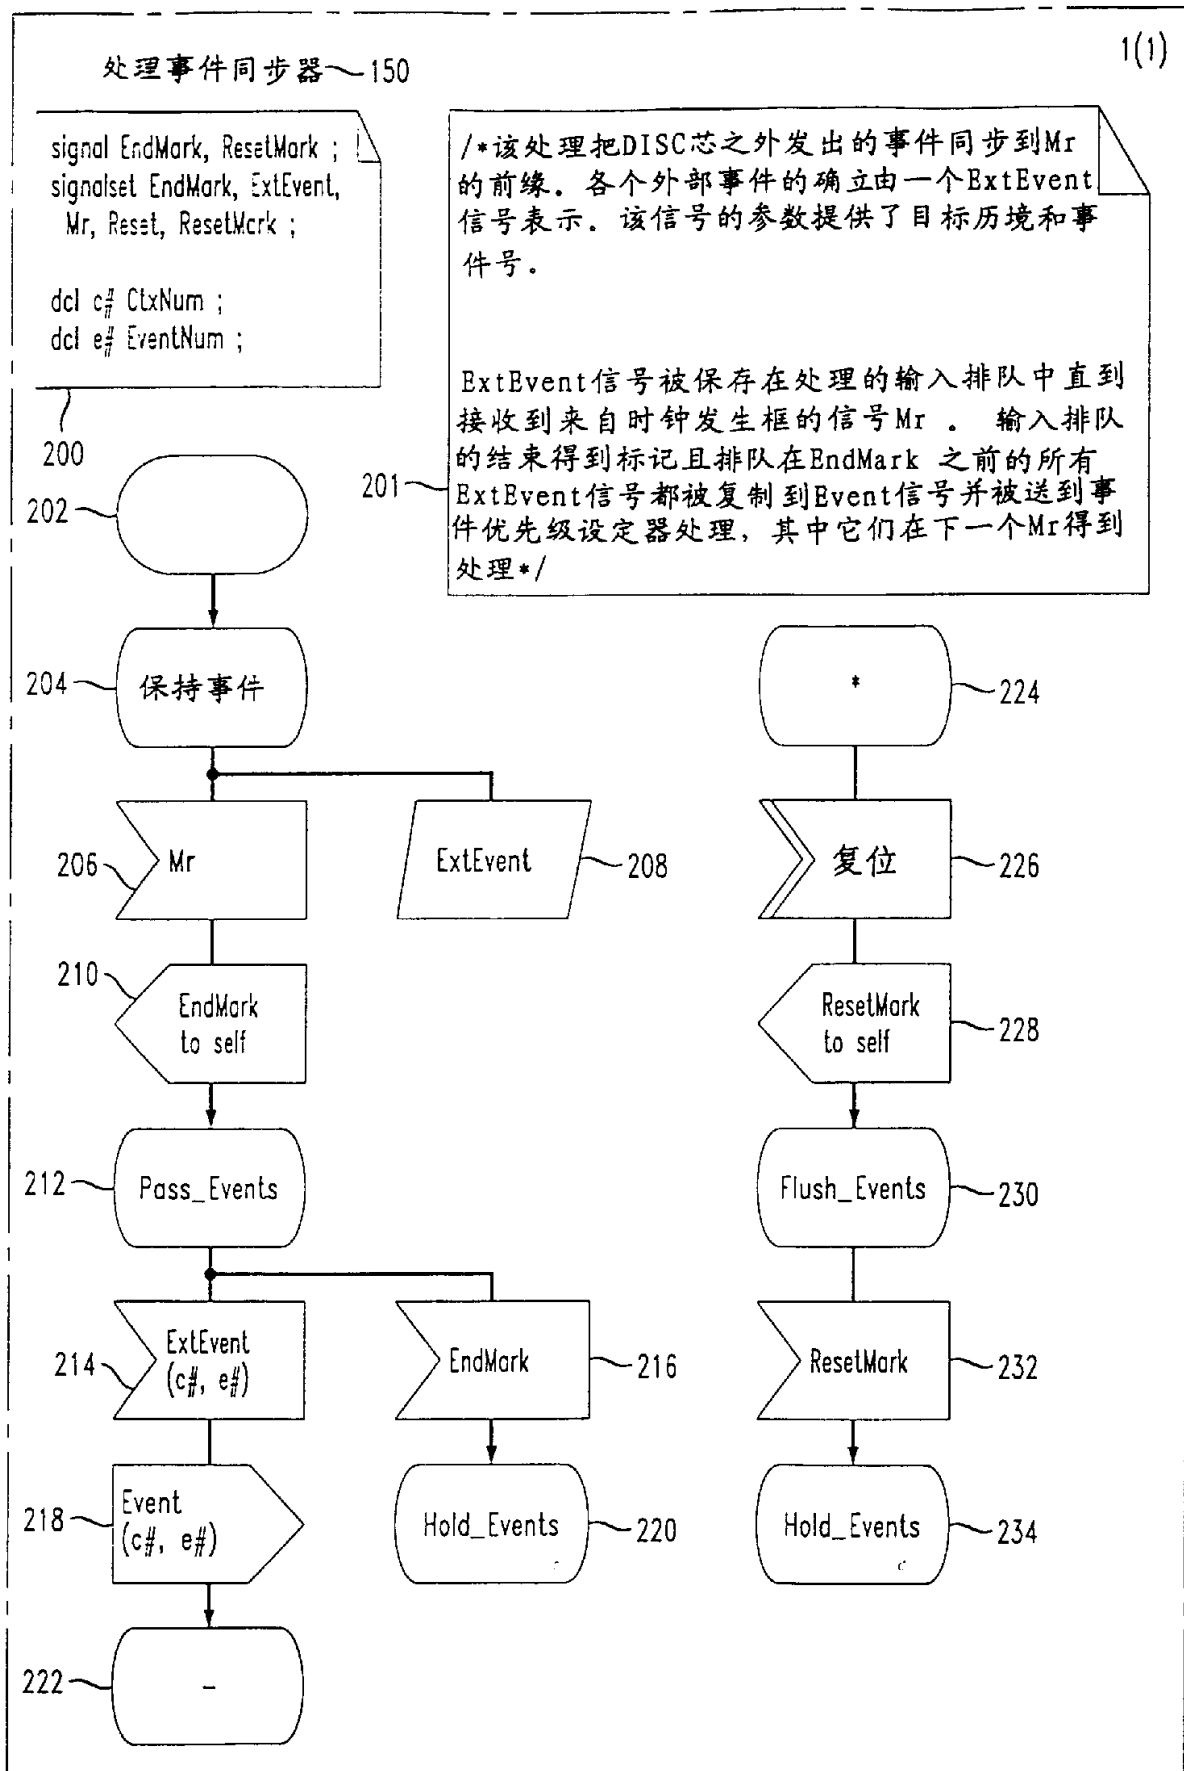 1(1)
处理事件同步器 150
signal EndMark, ResetMark ;
signalset EndMark, ExtEvent,
Mr, Reset, ResetMark ;
dcl c# CtxNum ;
dcl e# EventNum ;
200
/*该处理把DISC芯之外发出的事件同步到Mr
的前缘. 各个外部事件的确立由一个ExtEvent
信号表示. 该信号的参数提供了目标历境和事
件号.
ExtEvent信号被保存在处理的输入排队中直到
接收到来自时钟发生框的信号Mr . 输入排队
的结束得到标记且排队在EndMark 之前的所有
ExtEvent信号都被复制到Event信号并被送到事
件优先级设定器处理, 其中它们在下一个Mr得到
处理*/
201
202
204
保持事件
*
224
206
Mr
ExtEvent
208
复位
226
210
EndMark
to self
ResetMark
to self
228
212
Pass_Events
Flush_Events
230
214
ExtEvent
(c#, e#)
EndMark
216
ResetMark
232
218
Event
(c#, e#)
Hold_Events
220
Hold_Events
234
222
-